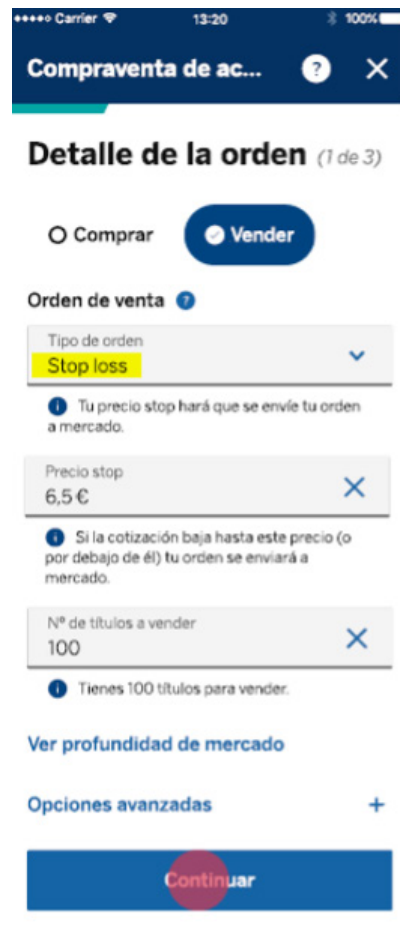 Carrier 13:20 100%
Compraventa de ac... ? X
Detalle de la orden (1 de 3)
Comprar Vender
Orden de venta ?
Tipo de orden
Stop loss
i Tu precio stop hará que se envíe tu orden
a mercado.
Precio stop
6,5 €
i Si la cotización baja hasta este precio (o
por debajo de él) tu orden se enviará a
mercado.
Nº de títulos a vender
100
i Tienes 100 títulos para vender.
Ver profundidad de mercado
Opciones avanzadas +
Continuar